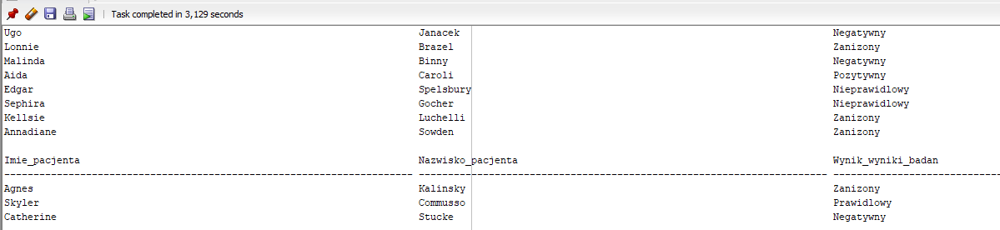 Task completed in 3,129 seconds
Ugo Janacek Negatywny
Lonnie Brazel Zanizony
Malinda Binny Negatywny
Aida Caroli Pozytywny
Edgar Spelsbury Nieprawidlowy
Sephira Gocher Nieprawidlowy
Kellsie Luchelli Zanizony
Annadiane Sowden Zanizony
Imie_pacjenta Nazwisko_pacjenta Wynik_wyniki_badan
Agnes Kalinsky Zanizony
Skyler Commusso Prawidlowy
Catherine Stucke Negatywny